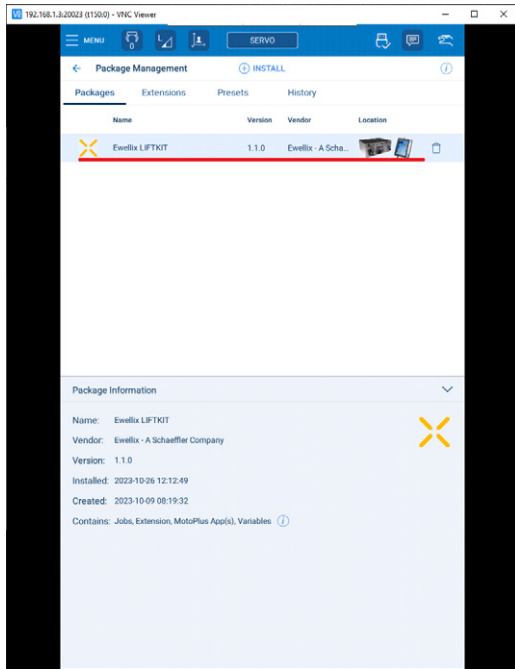 192.168.1.3:20023 (t150:0) - VNC Viewer
MENU
0
SERVO
Package Management
INSTALL
Packages Extensions Presets History
Name Version Vendor Location
Ewellix LIFTKIT 1.1.0 Ewellix - A Scha...
Package Information
Name: Ewellix LIFTKIT
Vendor: Ewellix - A Schaeffler Company
Version: 1.1.0
Installed: 2023-10-26 12:12:49
Created: 2023-10-09 08:19:32
Contains: Jobs, Extension, MotoPlus App(s), Variables